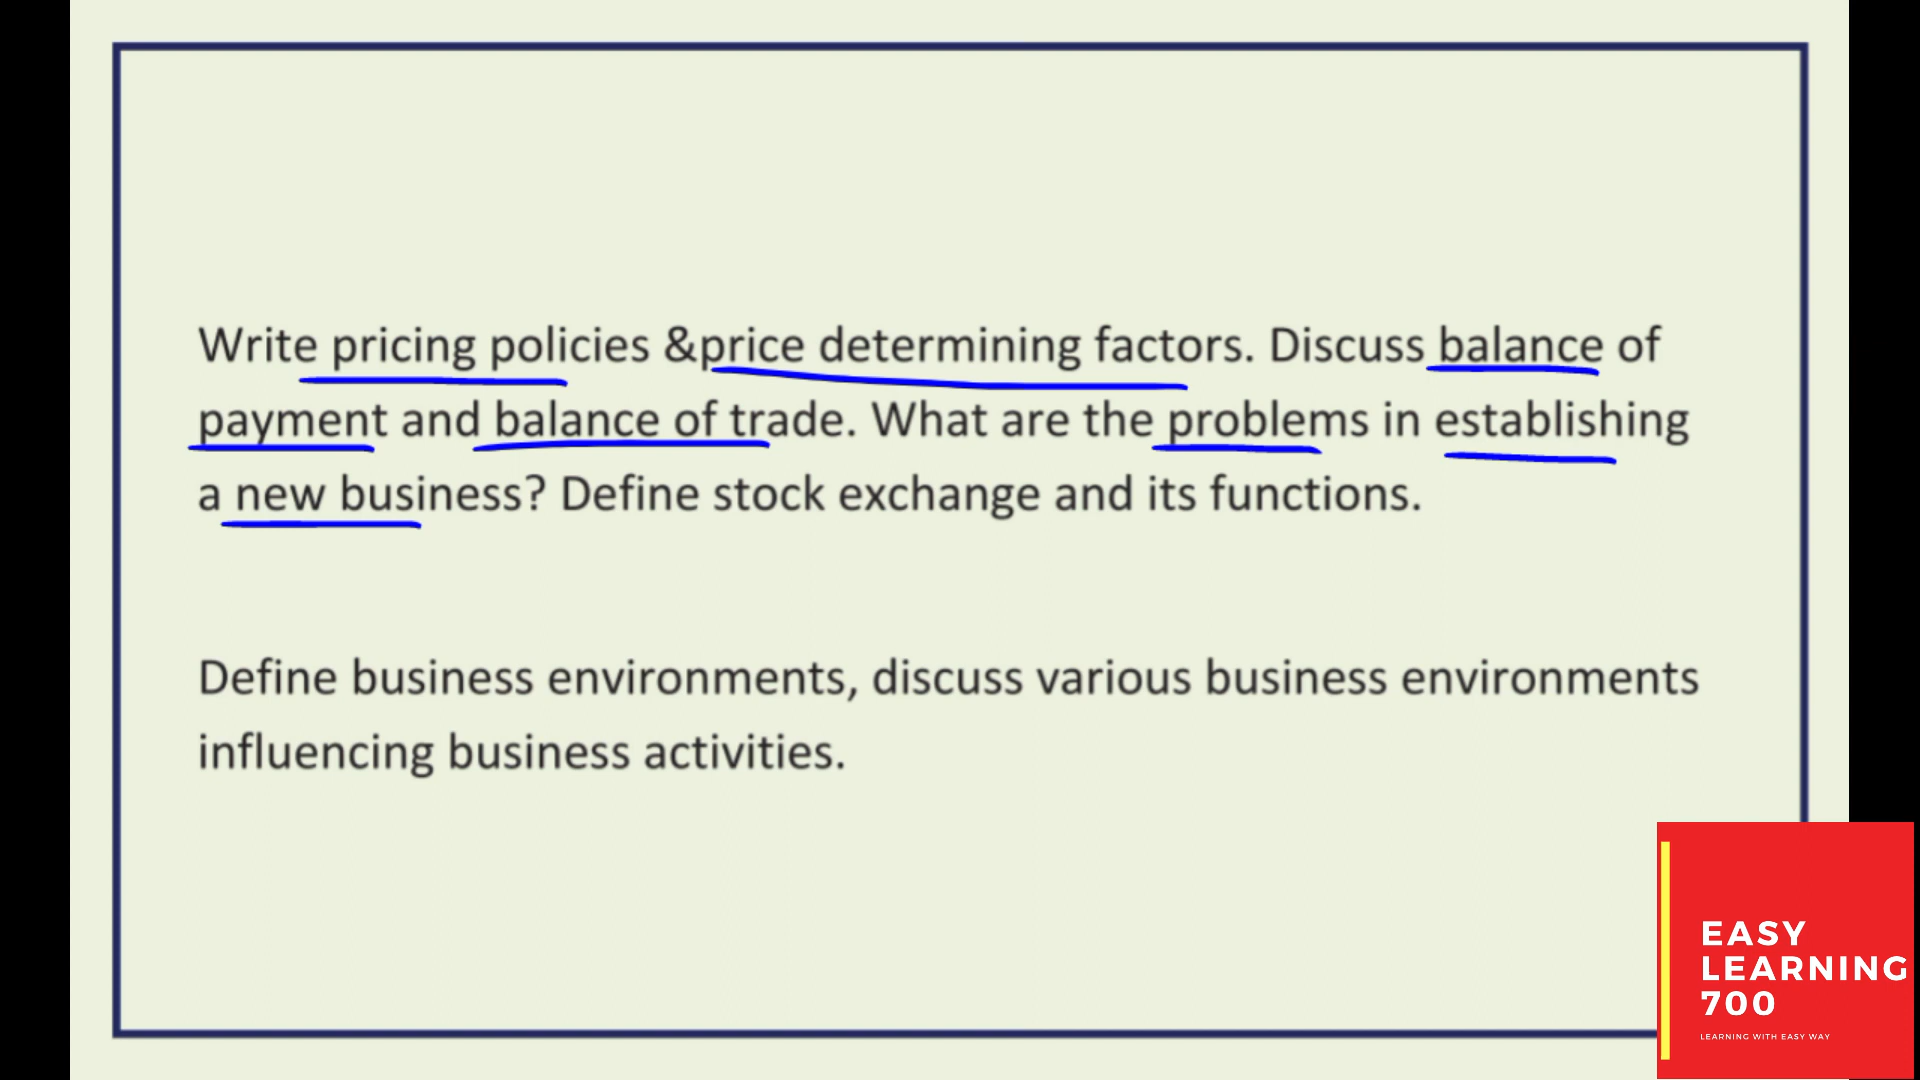 Write pricing policies &price determining factors. Discuss balance of
payment and balance of trade. What are the problems in establishing
a new business? Define stock exchange and its functions.
Define business environments, discuss various business environments
influencing business activities.
EASY
LEARNING
700
LEARNING WITH EASY WAY